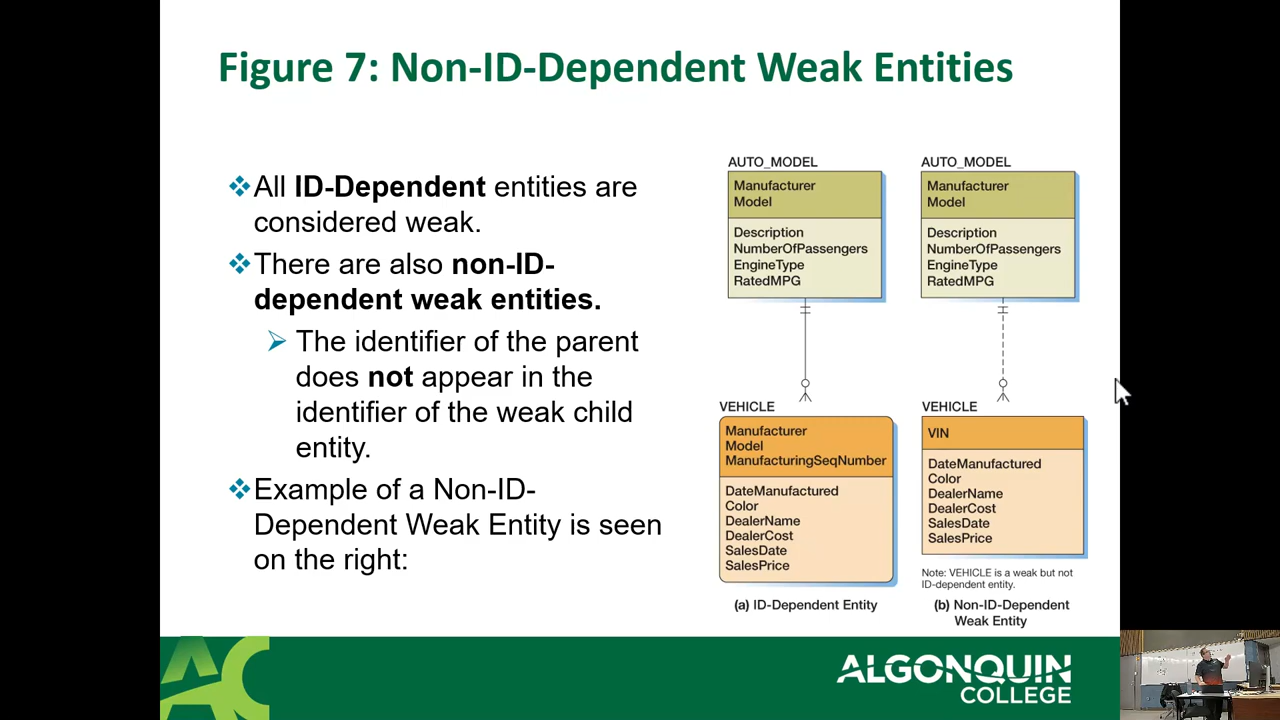 Figure 7: Non-ID-Dependent Weak Entities
All ID-Dependent entities are
considered weak.
There are also non-ID-
dependent weak entities.
The identifier of the parent
does not appear in the
identifier of the weak child
entity.
Example of a Non-ID-
Dependent Weak Entity is seen
on the right:
AUTO_MODEL
Manufacturer
Model
Description
NumberOfPassengers
EngineType
RatedMPG
VEHICLE
Manufacturer
Model
ManufacturingSeqNumber
DateManufactured
Color
DealerName
DealerCost
SalesDate
SalesPrice
(a) ID-Dependent Entity
AUTO_MODEL
Manufacturer
Model
Description
NumberOfPassengers
EngineType
RatedMPG
VEHICLE
VIN
DateManufactured
Color
DealerName
DealerCost
SalesDate
SalesPrice
Note: VEHICLE is a weak but not
ID-dependent entity.
(b) Non-ID-Dependent
Weak Entity
AC
ALGONQUIN
COLLEGE